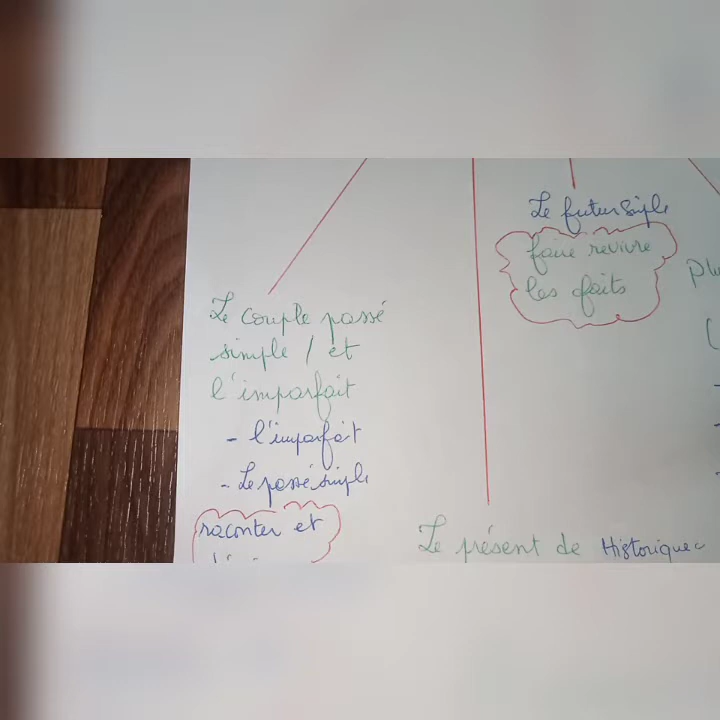 Le futur simple
faire revivre
les faits
Le couple passé
simple / et
l'imparfait
- l'imparfait
- Le passé simple
raconter et
Le présent de Historique